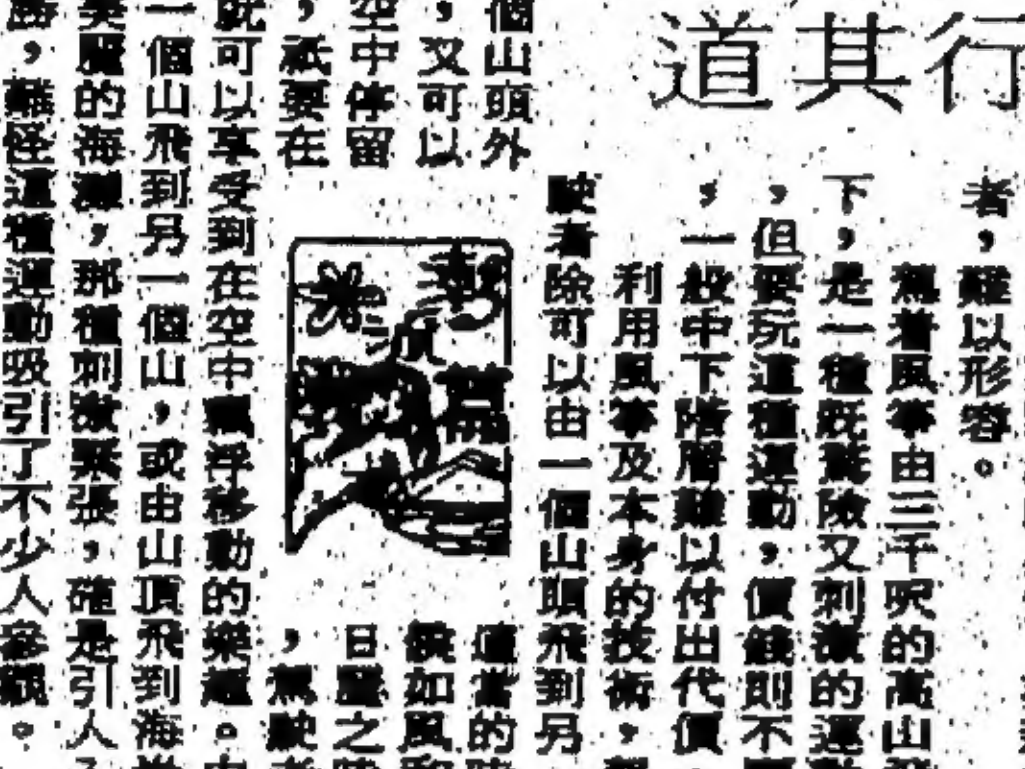 行其道
者，難以形容。
駕着風箏由三千呎的高山
下，是一種既驚險又刺激的運動
，但要玩這種運動，價錢則不
，一般中下階層難以付出代價
利用風箏及本身的技術，
駛者除可以由一個山頭飛到另
個山頭外
，又可以
空中停留
，祇要在
適當的
候如風和
日麗之時
，駕駛者
就可以享受到在空中飄浮移動的樂趣。
一個山飛到另一個山，或由山頂飛到海
美麗的海灘，那種刺激緊張，確是引人
勝，難怪這種運動吸引了不少人參觀。